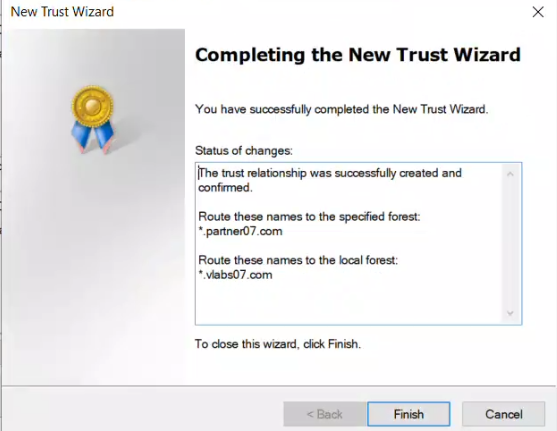 New Trust Wizard
Completing the New Trust Wizard
You have successfully completed the New Trust Wizard.
Status of changes:
The trust relationship was successfully created and
confirmed.
Route these names to the specified forest:
*.partner07.com
Route these names to the local forest:
*.vlabs07.com
To close this wizard, click Finish.
< Back
Finish
Cancel